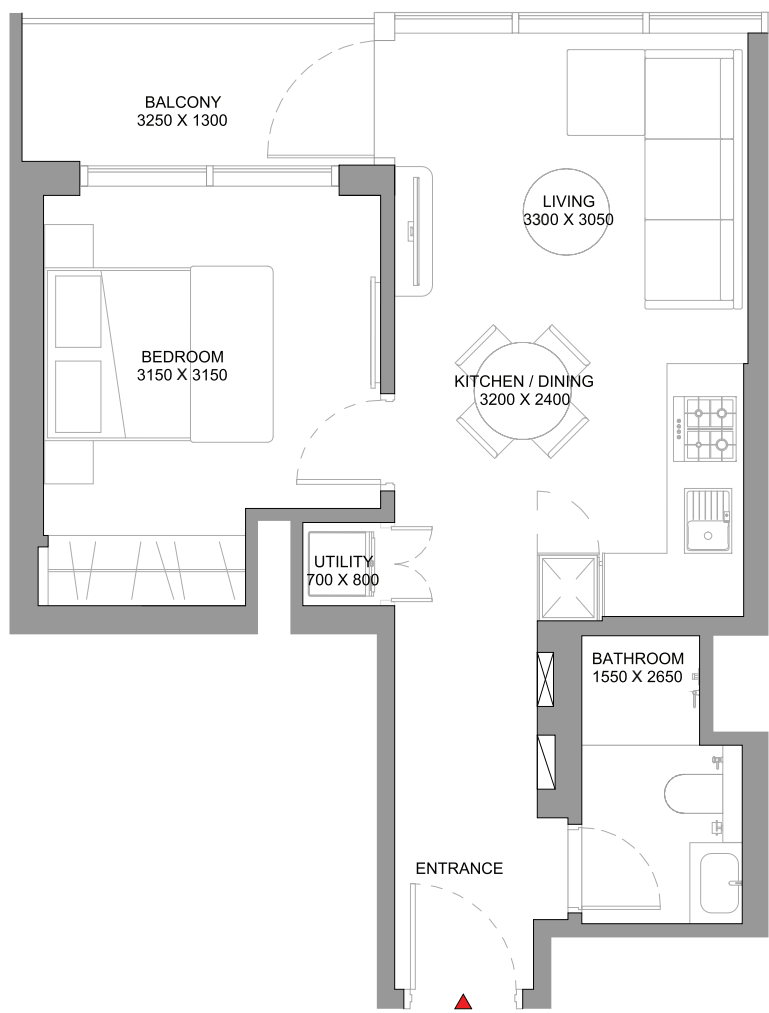 BALCONY
3250 X 1300
LIVING
3300 X 3050
BEDROOM
3150 X 3150
KITCHEN / DINING
3200 X 2400
UTILITY
700 X 800
BATHROOM
1550 X 2650
ENTRANCE